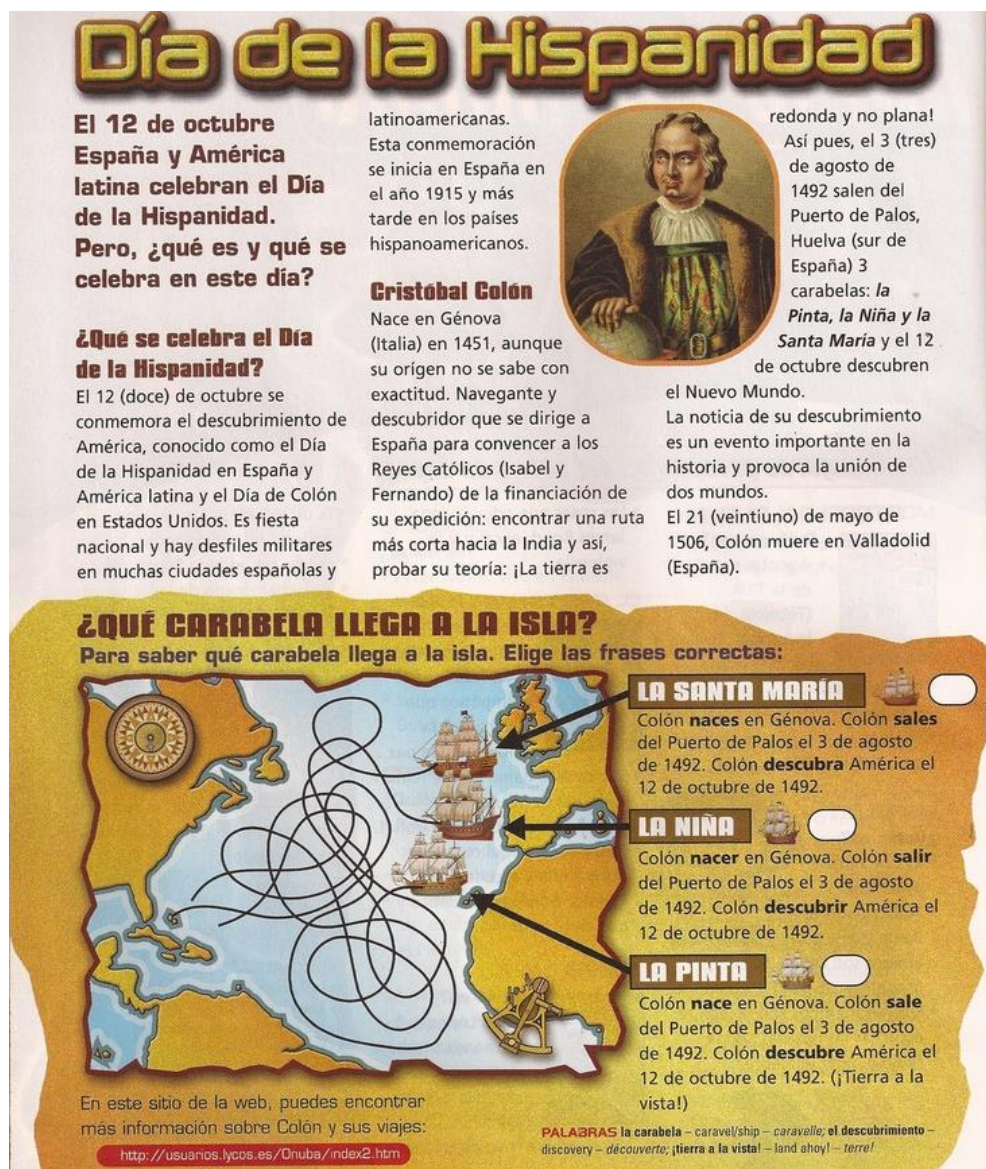 Día de la Hispanidad
El 12 de octubre
España y América
latina celebran el Día
de la Hispanidad.
Pero, ¿qué es y qué se
celebra en este día?
¿Qué se celebra el Día
de la Hispanidad?
El 12 (doce) de octubre se
conmemora el descubrimiento de
América, conocido como el Día
de la Hispanidad en España y
América latina y el Día de Colón
en Estados Unidos. Es fiesta
nacional y hay desfiles militares
en muchas ciudades españolas y
latinoamericanas.
Esta conmemoración
se inicia en España en
el año 1915 y más
tarde en los países
hispanoamericanos.
Cristóbal Colón
Nace en Génova
(Italia) en 1451, aunque
su origen no se sabe con
exactitud. Navegante y
descubridor que se dirige a
España para convencer a los
Reyes Católicos (Isabel y
Fernando) de la financiación de
su expedición: encontrar una ruta
más corta hacia la India y así,
probar su teoría: ¡La tierra es
redonda y no plana!
Así pues, el 3 (tres)
de agosto de
1492 salen del
Puerto de Palos,
Huelva (sur de
España) 3
carabelas: la
Pinta, la Niña y la
Santa María y el 12
de octubre descubren
el Nuevo Mundo.
La noticia de su descubrimiento
es un evento importante en la
historia y provoca la unión de
dos mundos.
El 21 (veintiuno) de mayo de
1506, Colón muere en Valladolid
(España).
¿QUÉ CARABELA LLEGA A LA ISLA?
Para saber qué carabela llega a la isla. Elige las frases correctas:
LA SANTA MARÍA
Colón naces en Génova. Colón sales
del Puerto de Palos el 3 de agosto
de 1492. Colón descubra América el
12 de octubre de 1492.
LA NIÑA
Colón nacer en Génova. Colón salir
del Puerto de Palos el 3 de agosto
de 1492. Colón descubrir América el
12 de octubre de 1492.
LA PINTA
Colón nace en Génova. Colón sale
del Puerto de Palos el 3 de agosto
de 1492. Colón descubre América el
12 de octubre de 1492. (¡Tierra a la
vista!)
En este sitio de la web, puedes encontrar
más información sobre Colón y sus viajes:
http://usuarios.lycos.es/Onuba/index2.htm
PALABRAS la carabela – caravel/ship – caravelle; el descubrimiento –
discovery – découverte; ¡tierra a la vista! – land ahoy! – terre!